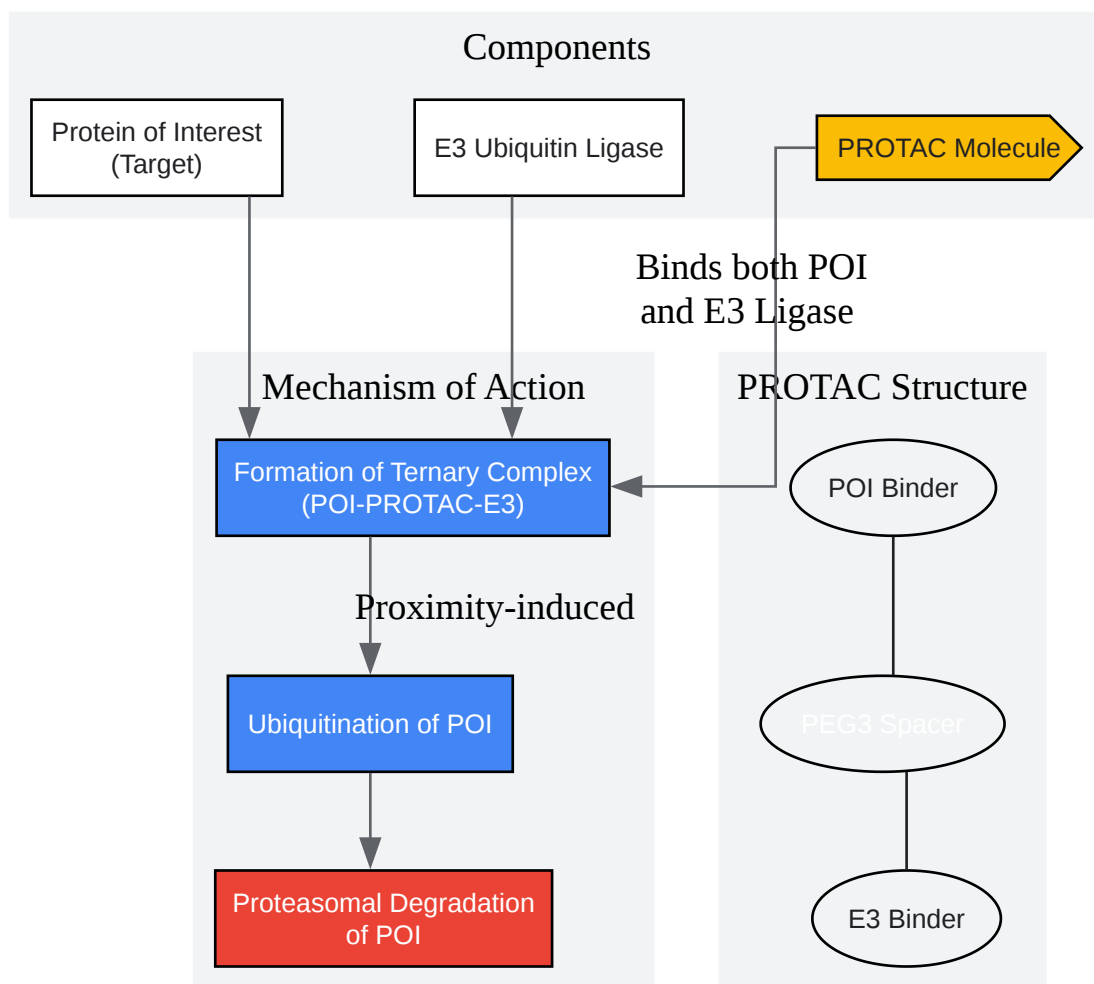 Components
Protein of Interest
(Target)
E3 Ubiquitin Ligase
PROTAC Molecule
Binds both POI
and E3 Ligase
Mechanism of Action
PROTAC Structure
Formation of Ternary Complex
(POI-PROTAC-E3)
POI Binder
Proximity-induced
Ubiquitination of POI
PEG3 Spacer
Proteasomal Degradation
of POI
E3 Binder